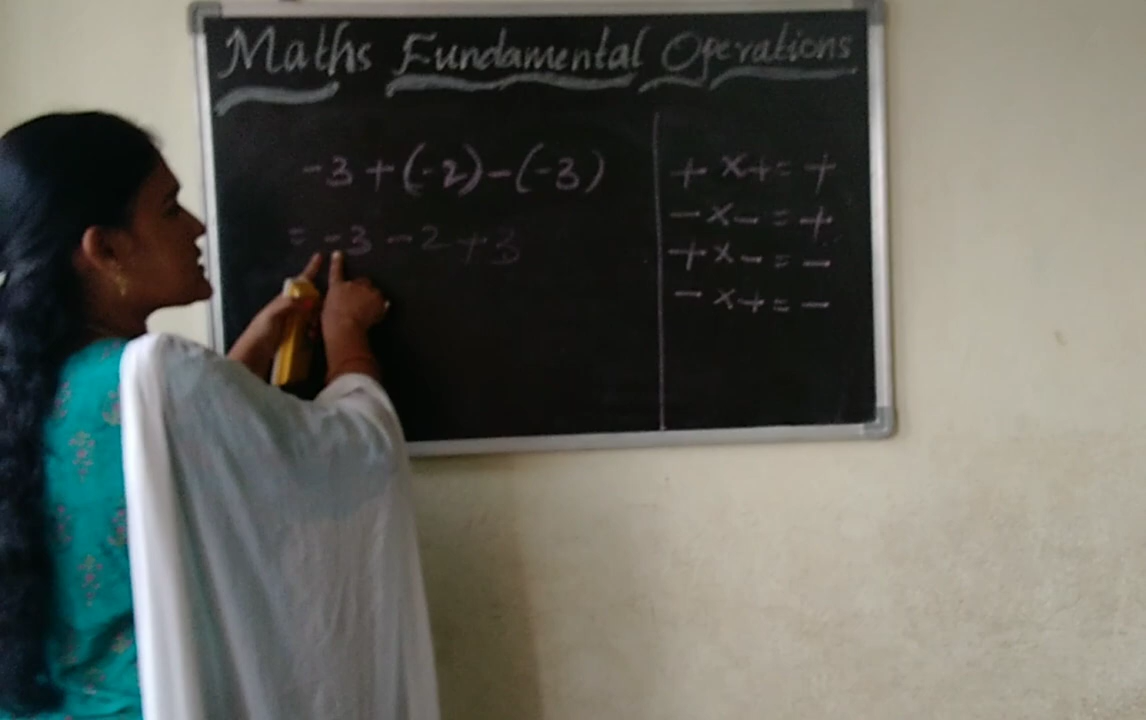 Maths Fundamental Operations
-3+(-2)-(-3)
= -3 - 2 + 3
+ x + = +
- x - = +
+ x - = -
- x + = -